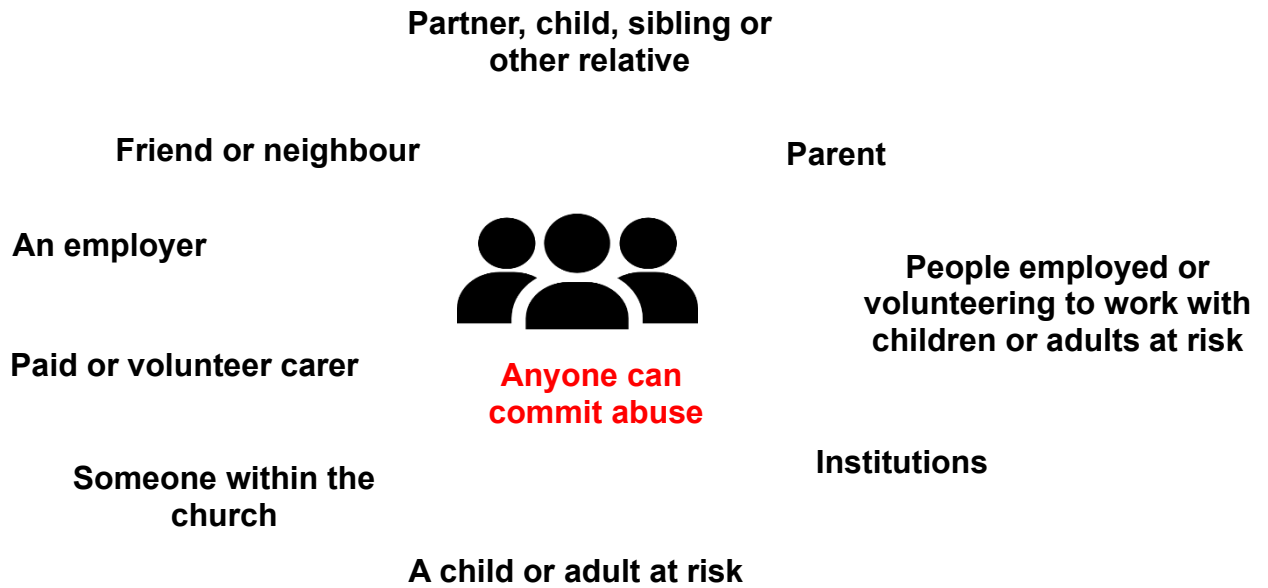 Partner, child, sibling or
other relative
Friend or neighbour
Parent
An employer
People employed or
volunteering to work with
children or adults at risk
Paid or volunteer carer
Anyone can
commit abuse
Institutions
Someone within the
church
A child or adult at risk